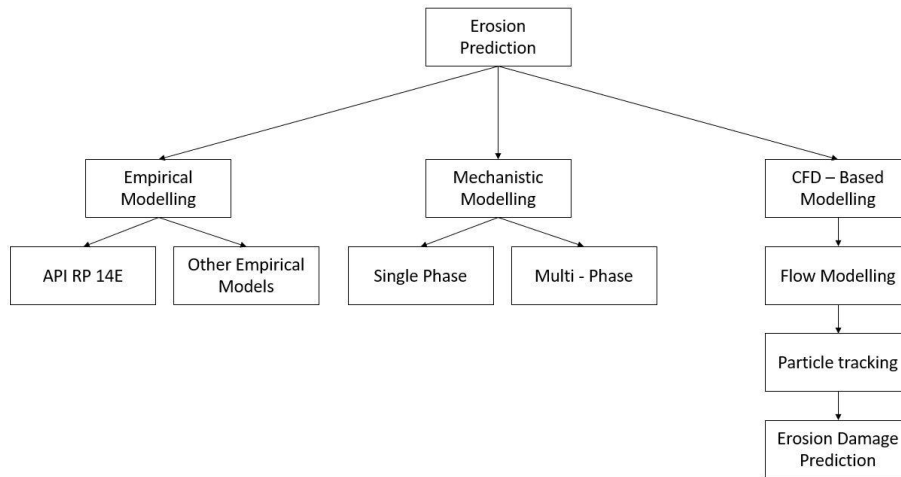 Erosion
Prediction
Empirical
Modelling
Mechanistic
Modelling
CFD – Based
Modelling
API RP 14E
Other Empirical
Models
Single Phase
Multi - Phase
Flow Modelling
Particle tracking
Erosion Damage
Prediction